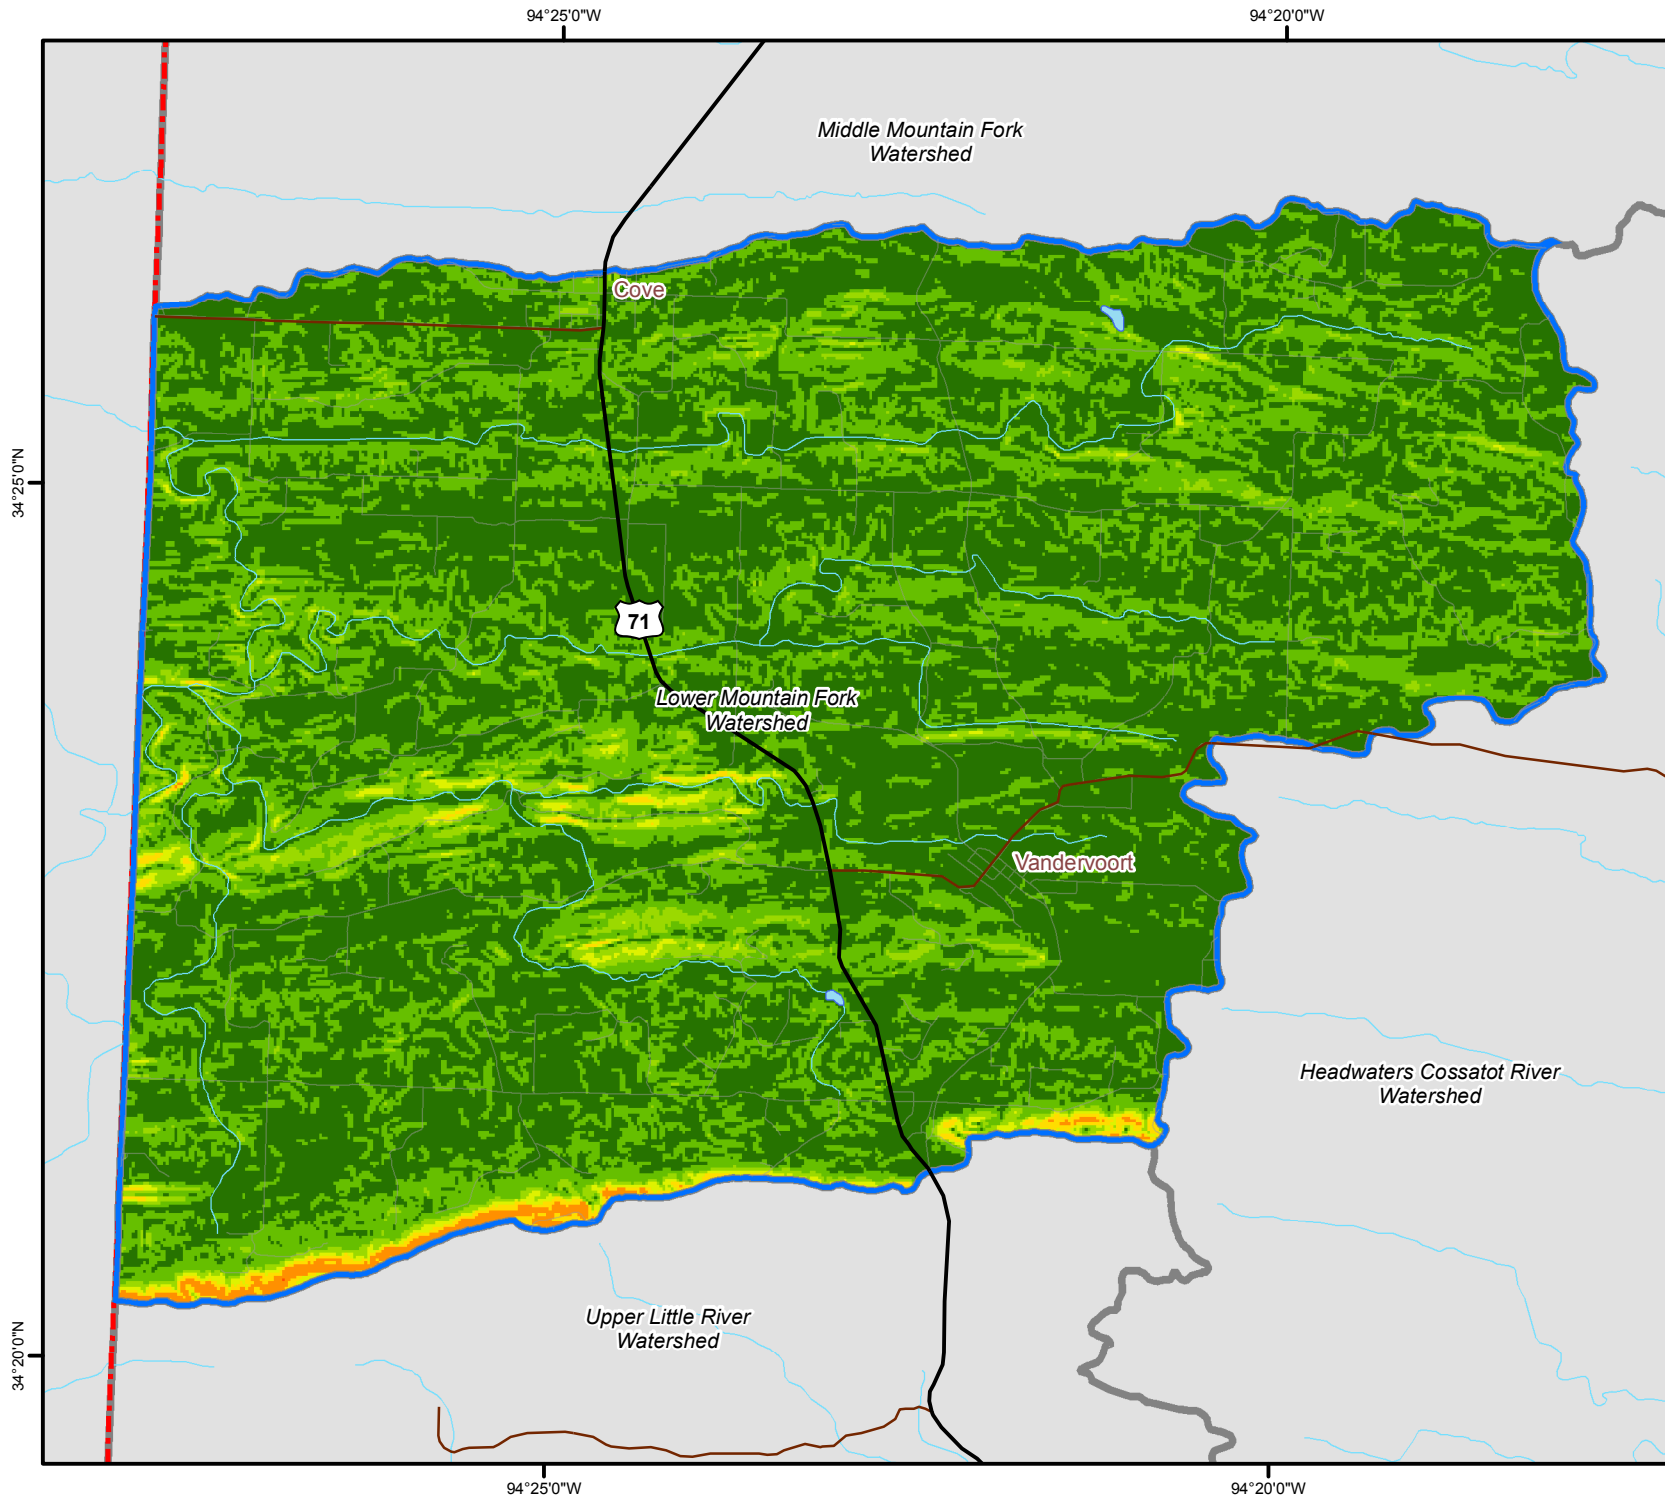 94°25'0"W
94°20'0"W
Middle Mountain Fork
Watershed
Cove
34°25'0"N
71
Lower Mountain Fork
Watershed
Vandervoort
Headwaters Cossatot River
Watershed
Upper Little River
Watershed
34°20'0"N
94°25'0"W
94°20'0"W